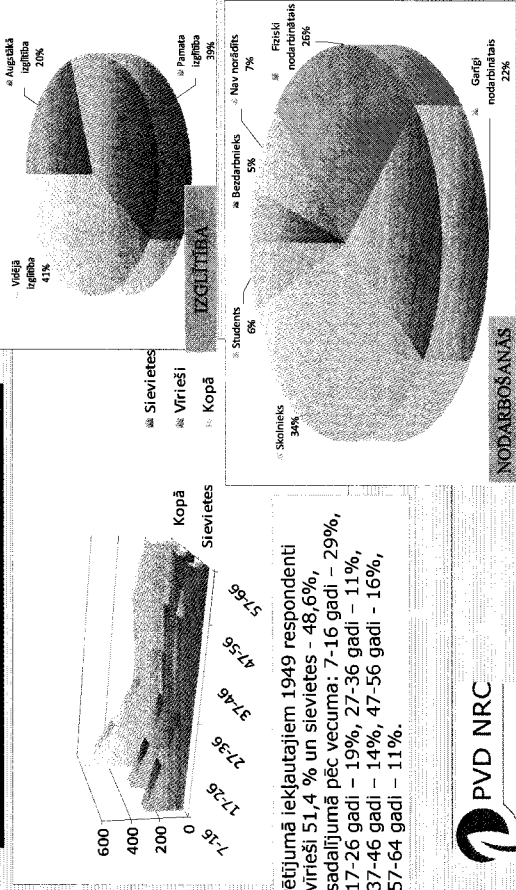 600
400
200
0
7-16
17-26
27-36
37-46
47-56
57-66
Kopā
Sievietes
Sievietes
Vīrieši
Kopā
ētījumā iekļautajiem 1949 respondenti
vīrieši 51,4 % un sievietes - 48,6%,
sadalījumā pēc vecuma: 7-16 gadi – 29%,
17-26 gadi – 19%, 27-36 gadi – 11%,
37-46 gadi – 14%, 47-56 gadi - 16%,
57-64 gadi – 11%.
PVD NRC
Vidējā
izglītība
41%
Augstākā
izglītība
20%
Pamata
izglītība
39%
IZGLĪTĪBA
Skolnieks
34%
Students
6%
Bezdarbnieks
5%
Nav norādīts
7%
Fiziski
nodarbinātais
26%
Garīgi
nodarbinātais
22%
NODARBOŠANĀS